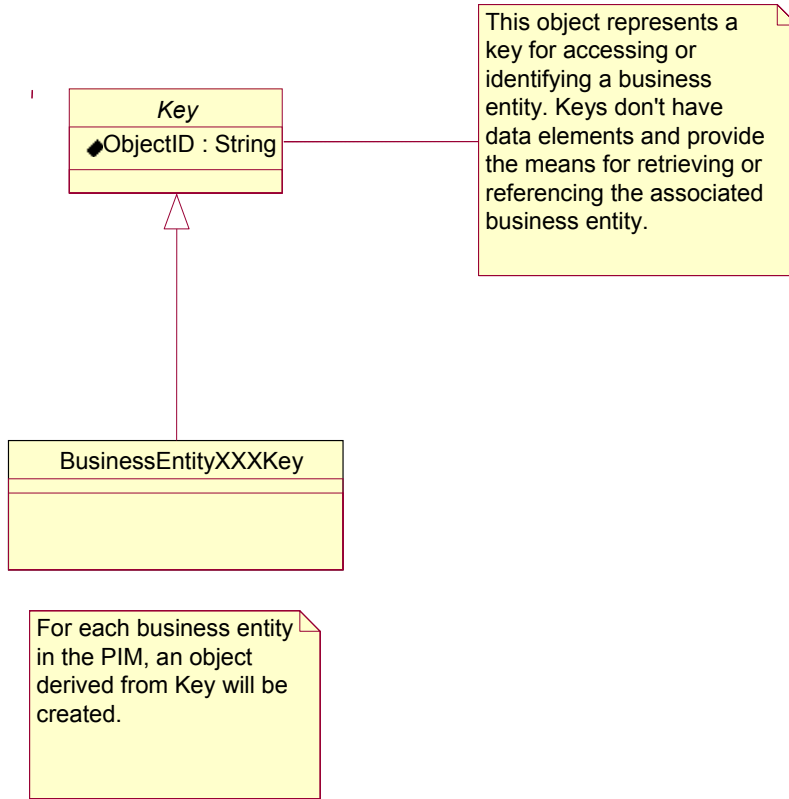 This object represents a
key for accessing or
identifying a business
entity. Keys don't have
data elements and provide
the means for retrieving or
referencing the associated
business entity.
Key
ObjectID : String
BusinessEntityXXXKey
For each business entity
in the PIM, an object
derived from Key will be
created.